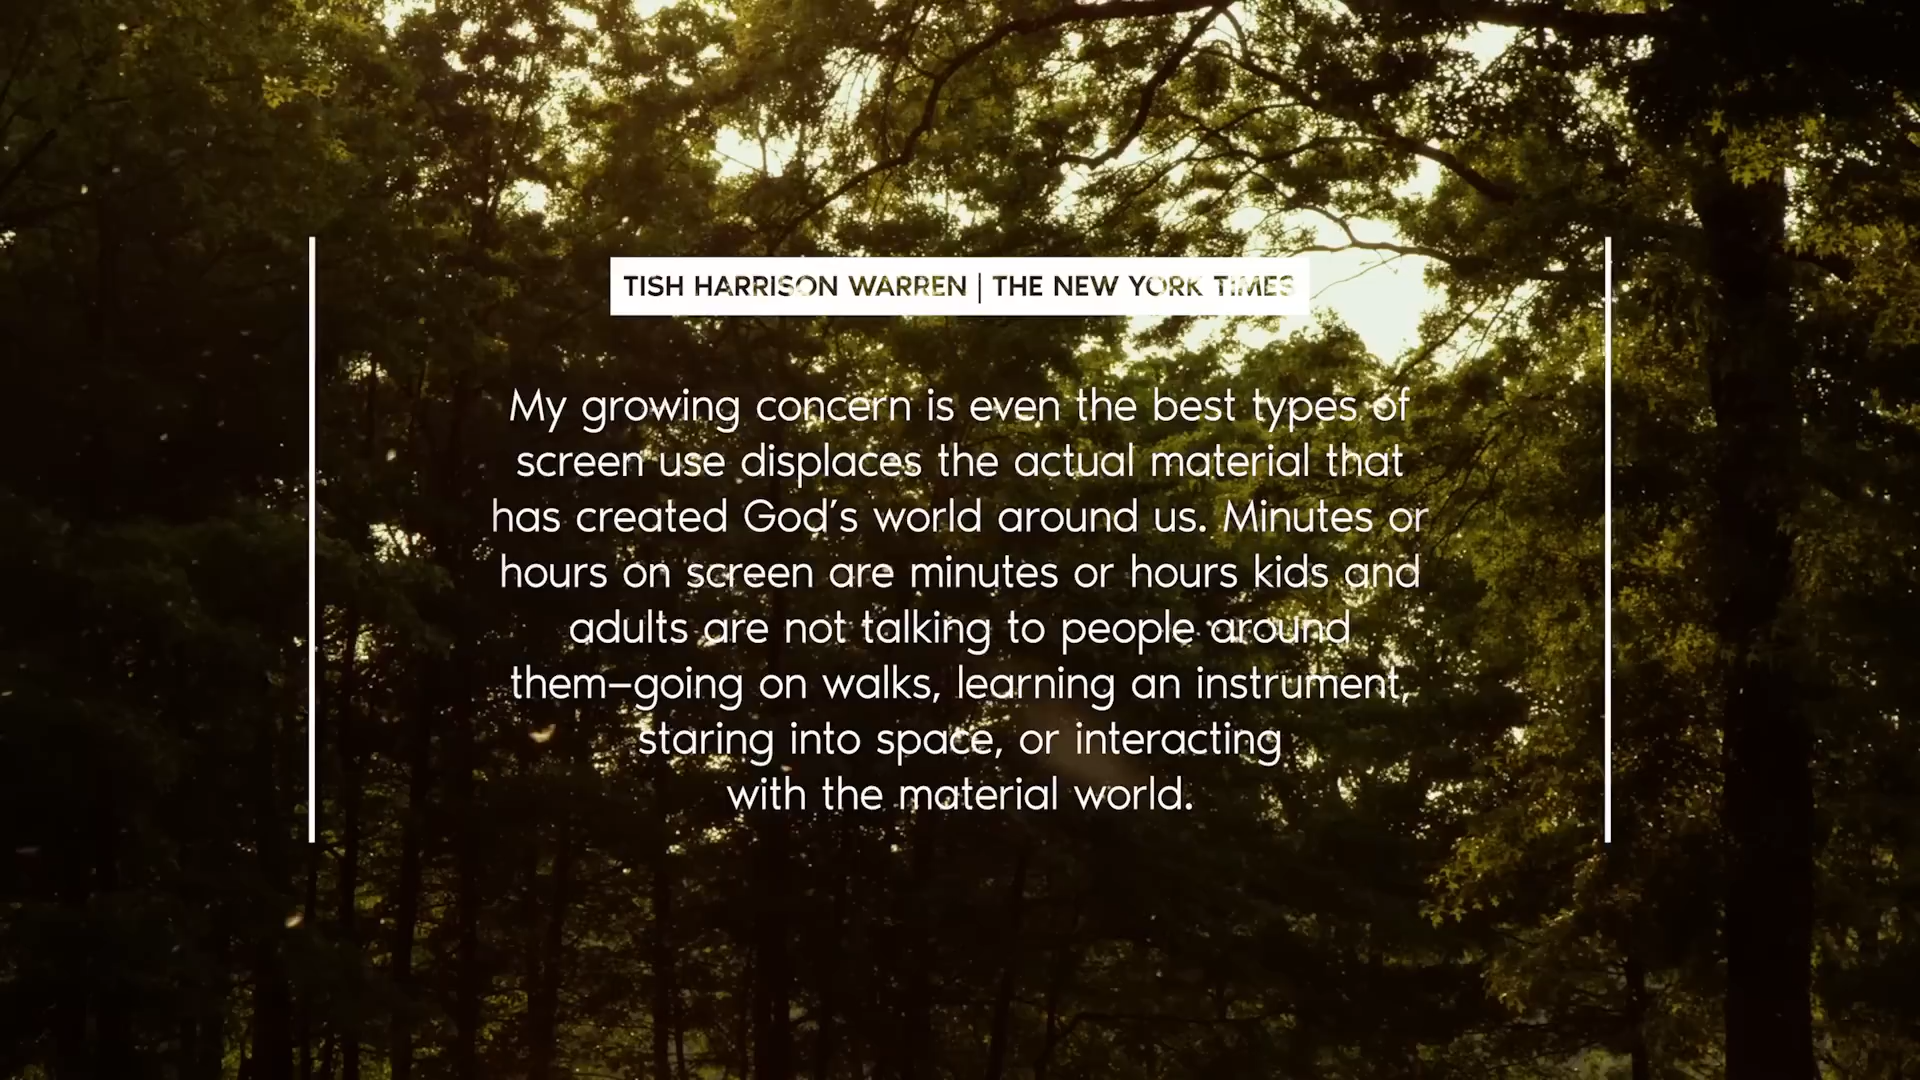 TISH HARRISON WARREN | THE NEW YORK TIMES
My growing concern is even the best types of
screen use displaces the actual material that
has created God's world around us. Minutes or
hours on screen are minutes or hours kids and
adults are not talking to people around
them–going on walks, learning an instrument,
staring into space, or interacting
with the material world.